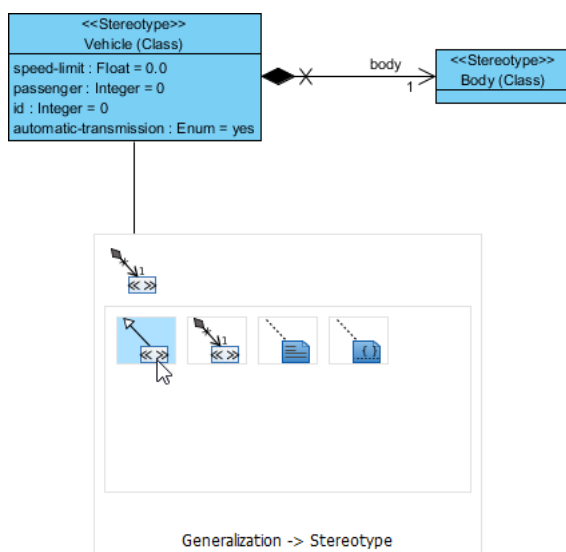 <<Stereotype>>
Vehicle (Class)
speed-limit : Float = 0.0
passenger : Integer = 0
id : Integer = 0
automatic-transmission : Enum = yes
body
1
<<Stereotype>>
Body (Class)
1
<< >>
<< >>
1
<< >>
{ }
Generalization -> Stereotype